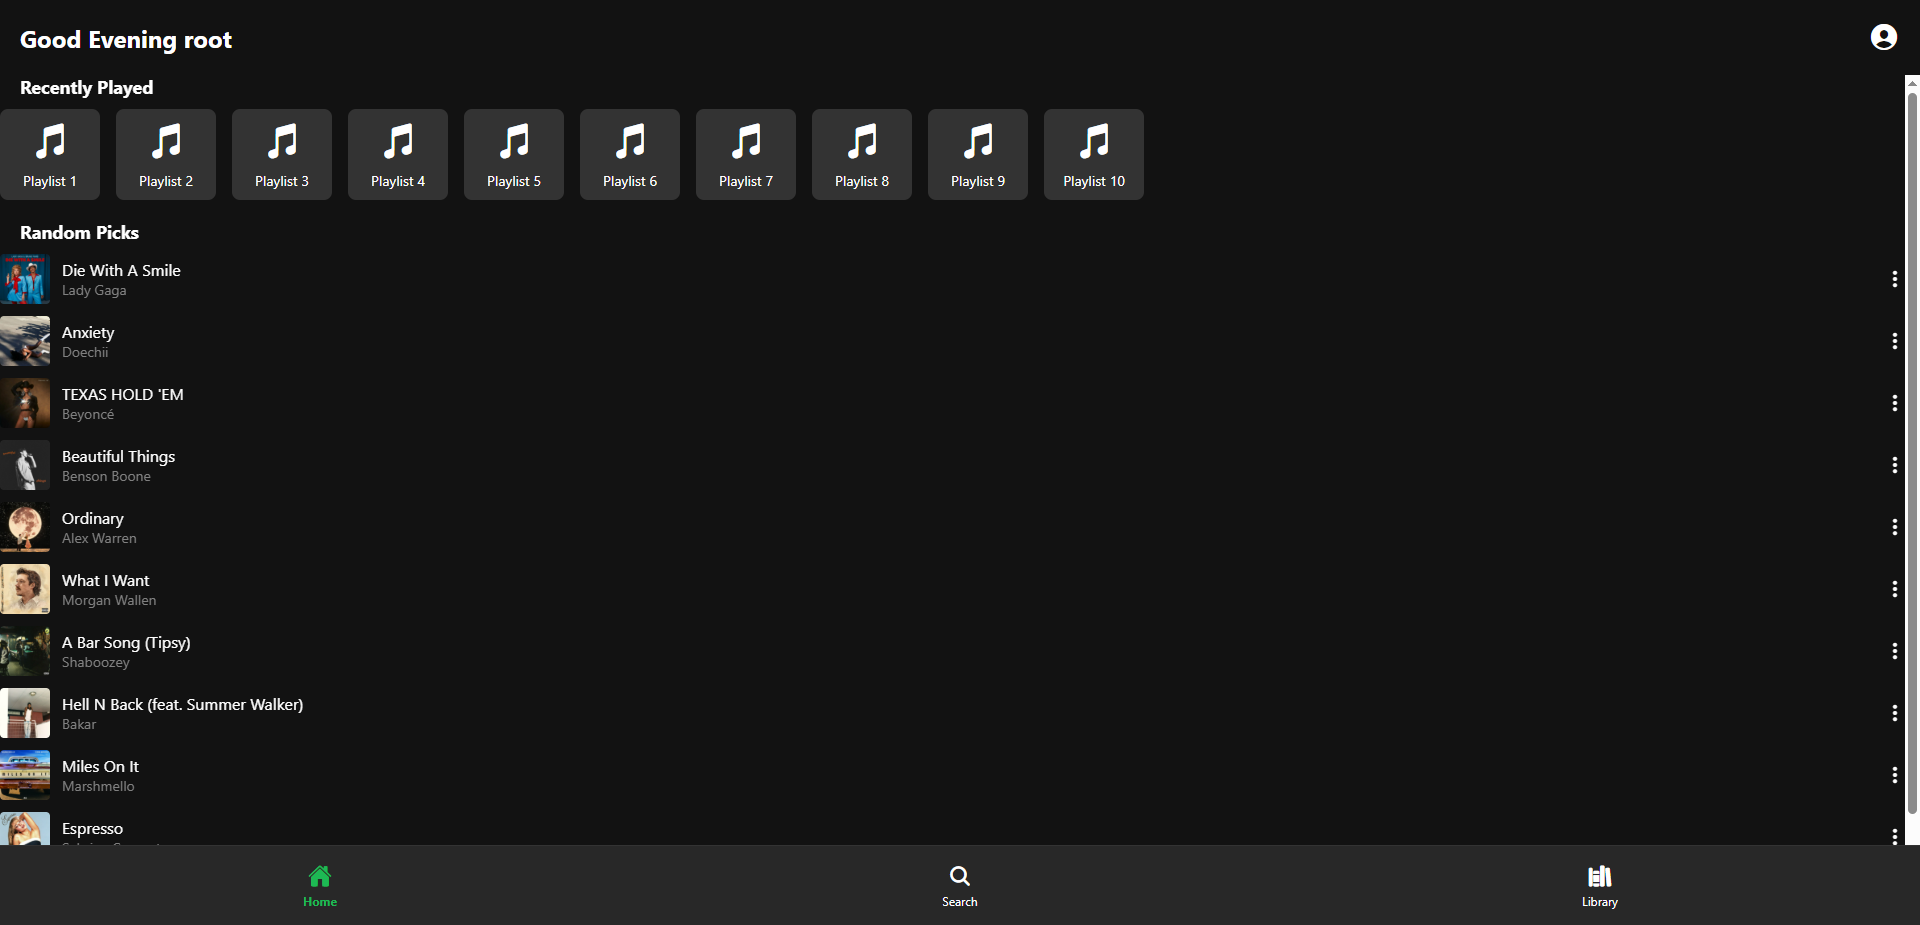 Good Evening root
Recently Played
Playlist 1
Playlist 2
Playlist 3
Playlist 4
Playlist 5
Playlist 6
Playlist 7
Playlist 8
Playlist 9
Playlist 10
Random Picks
Die With A Smile
Lady Gaga
Anxiety
Doechii
TEXAS HOLD 'EM
Beyoncé
Beautiful Things
Benson Boone
Ordinary
Alex Warren
What I Want
Morgan Wallen
A Bar Song (Tipsy)
Shaboozey
Hell N Back (feat. Summer Walker)
Bakar
Miles On It
Marshmello
Espresso
Home
Search
Library